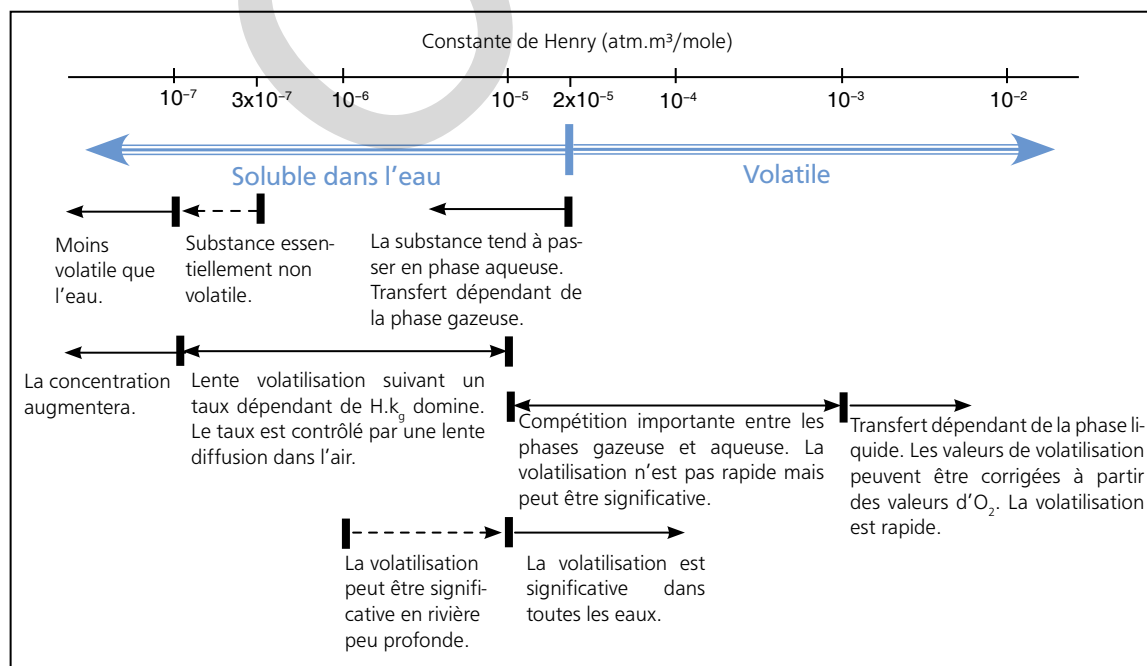 Constante de Henry (atm.m³/mole)
10⁻⁷ 3x10⁻⁷ 10⁻⁶ 10⁻⁵ 2x10⁻⁵ 10⁻⁴ 10⁻³ 10⁻²
Soluble dans l’eau Volatile
Moins
volatile que
l’eau.
Substance essen-
tiellement non
volatile.
La substance tend à pas-
ser en phase aqueuse.
Transfert dépendant de
la phase gazeuse.
La concentration
augmentera.
Lente volatilisation suivant un
taux dépendant de H.kg domine.
Le taux est contrôlé par une lente
diffusion dans l’air.
Compétition importante entre les
phases gazeuse et aqueuse. La
volatilisation n’est pas rapide mais
peut être significative.
Transfert dépendant de la phase li-
quide. Les valeurs de volatilisation
peuvent être corrigées à partir
des valeurs d’O₂. La volatilisation
est rapide.
La volatilisation
peut être signifi-
cative en rivière
peu profonde.
La volatilisation est
significative dans
toutes les eaux.